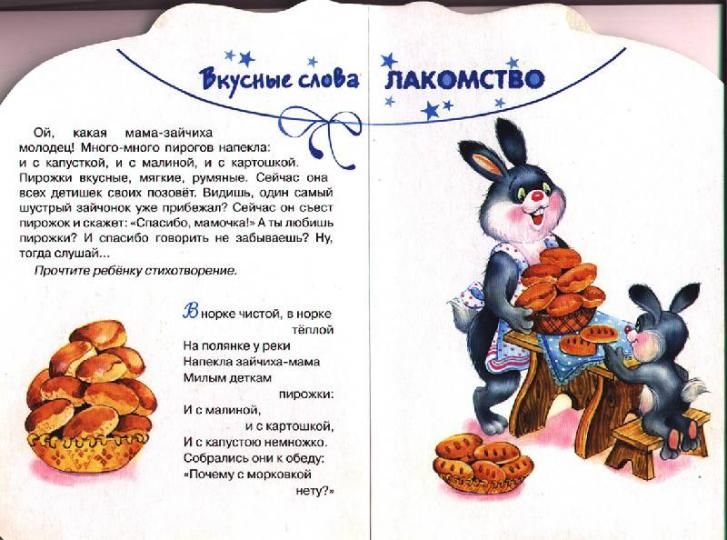 Вкусные слова
ЛАКОМСТВО
Ой, какая мама-зайчиха
молодец! Много-много пирогов напекла:
и с капусткой, и с малиной, и с картошкой.
Пирожки вкусные, мягкие, румяные. Сейчас она
всех детишек своих позовёт. Видишь, один самый
шустрый зайчонок уже прибежал? Сейчас он съест
пирожок и скажет: «Спасибо, мамочка!» А ты любишь
пирожки? И спасибо говорить не забываешь? Ну,
тогда слушай...
Прочтите ребёнку стихотворение.
В норке чистой, в норке
тёплой
На полянке у реки
Напекла зайчиха-мама
Милым деткам
пирожки:
И с малиной,
и с картошкой,
И с капустою немножко.
Собрались они к обеду:
«Почему с морковкой
нету?»